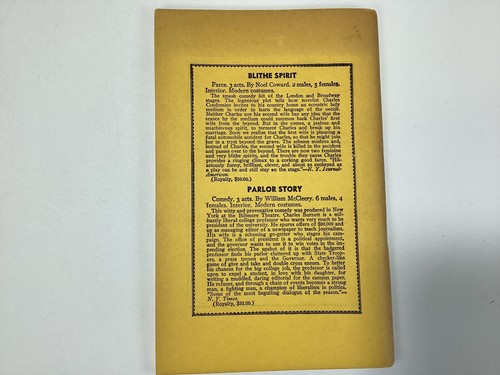 BLITHE SPIRIT
Farce. 3 acts. By Noel Coward. 2 males, 5 females.
Interior. Modern costumes.
The smash comedy hit of the London and Broadway
stages. The ingenious plot tells how novelist Charles
Condomine invites to his country home an eccentric lady
medium in order to learn the language of the occult.
Neither Charles nor his second wife has any idea that the
seance by the medium could summon back Charles' first
wife from the beyond. But in she comes, a jealous and
mischievous spirit, to torment Charles and break up his
marriage. Soon we realize that the first wife is planning a
fatal automobile accident for Charles, so that he might join
her in a tryst beyond the grave. The scheme misfires and,
instead of Charles, the second wife is killed in the accident
and passes over to the beyond. There are now two feminine
and very blithe spirits, and the trouble they cause Charles
provides a ringing climax to a corking good farce. "Hi-
lariously funny, brilliant, clever, and about as cockeyed as
a play can be and still stay on the stage."—N. Y. Journal-
American.
(Royalty, $50.00.)
PARLOR STORY
Comedy. 3 acts. By William McCleery. 6 males, 4
females. Interior. Modern costumes.
This witty and provocative comedy was produced in New
York at the Biltmore Theatre. Charles Burnett is a mil-
itantly liberal college professor who wants very much to be
president of the university. He spurns offers of $20,000 and
up as managing editor of a newspaper to teach journalism.
His wife is a scheming go-getter who stages his cam-
paign. The office of president is a political appointment,
and the governor wants to use it to win votes in the im-
pending election. The upshot of it is that the badgered
professor finds his parlor cluttered up with State Troop-
ers, a press tycoon and the Governor. A checker-like
game of give and take and double cross ensues. To better
his chances for the big college job, the professor is called
upon to expel a student, in love with his daughter, for
writing a muddled, daring editorial for the campus paper.
He refuses, and through a chain of events becomes a strong
man, a fighting man, a champion of liberalism in politics.
"Some of the most beguiling dialogue of the season."—
N. Y. Times
(Royalty, $35.00.)